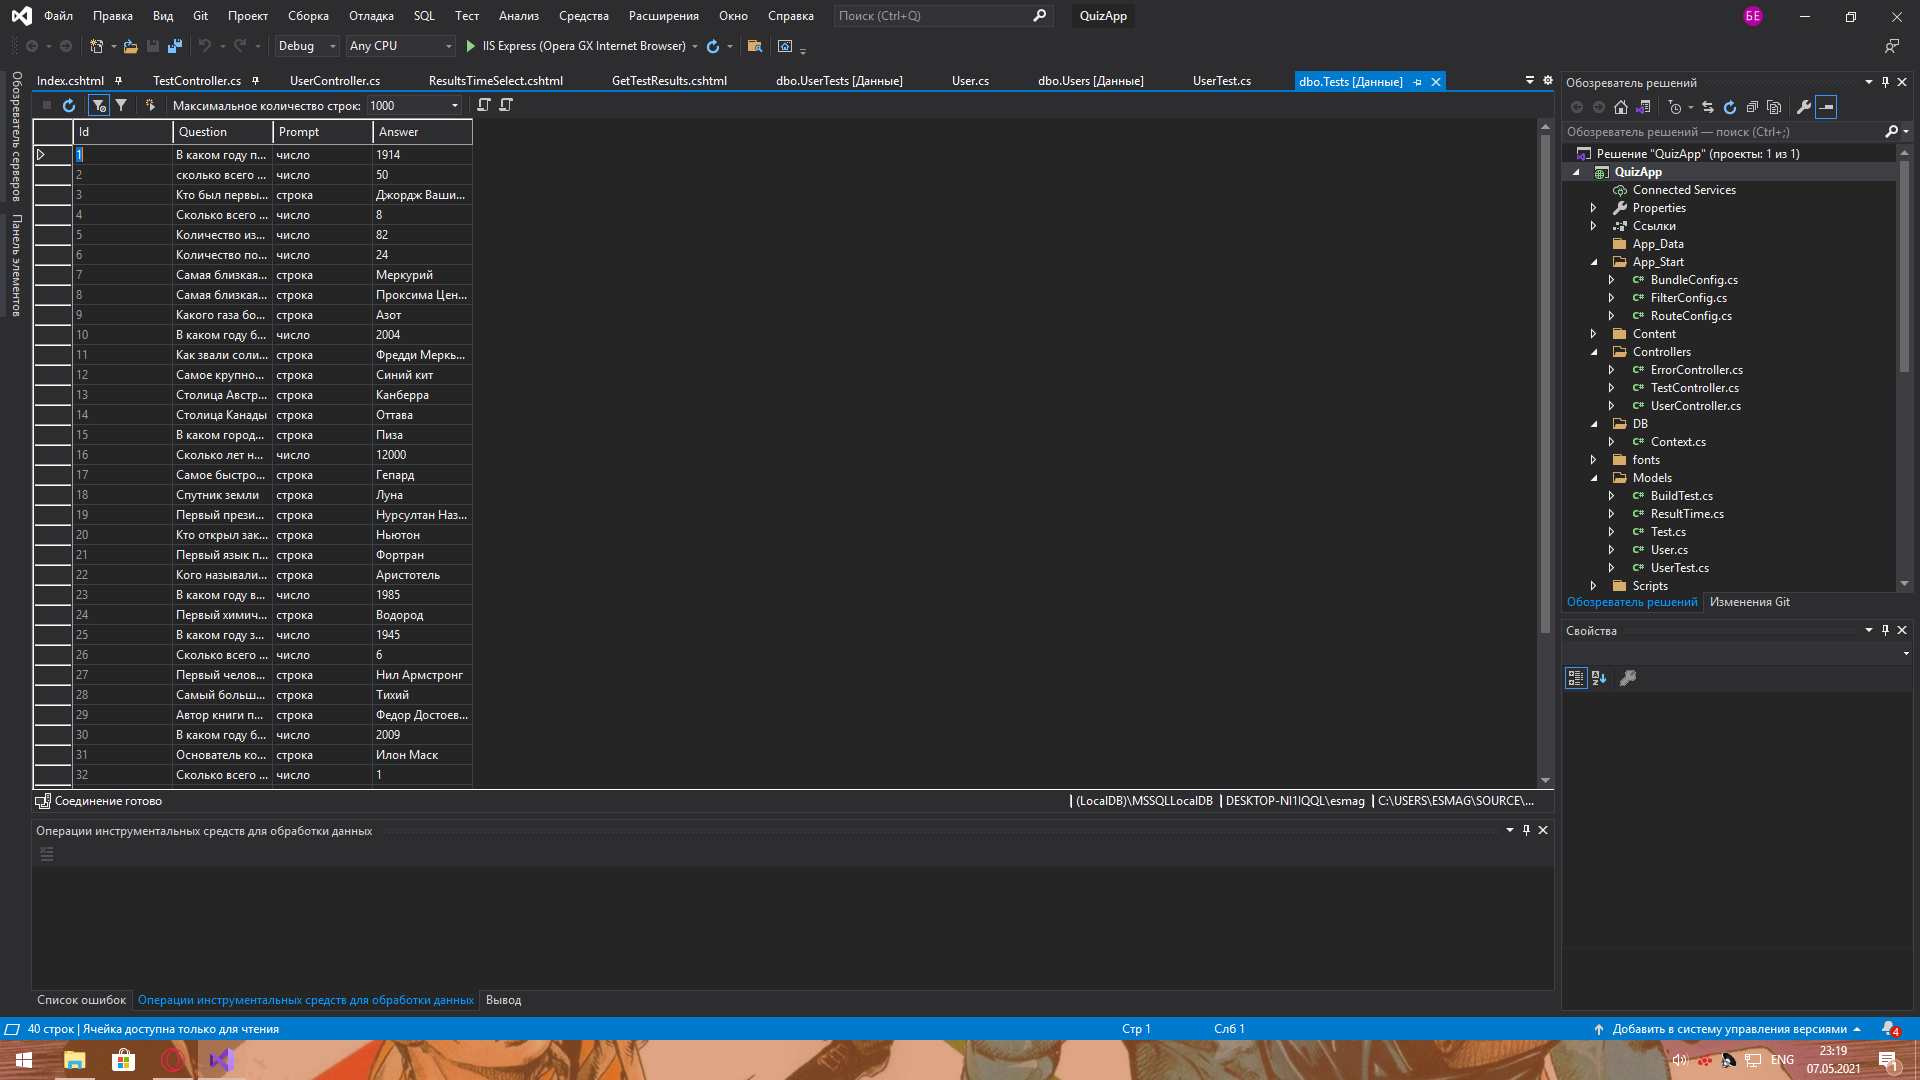 Файл Правка Вид Git Проект Сборка Отладка SQL Тест Анализ Средства Расширения Окно Справка Поиск (Ctrl+Q) QuizApp БЕ
Debug Any CPU IIS Express (Opera GX Internet Browser)
Обозреватель серверов
Панель элементов
Index.cshtml TestController.cs UserController.cs ResultsTimeSelect.cshtml GetTestResults.cshtml dbo.UserTests [Данные] User.cs dbo.Users [Данные] UserTest.cs dbo.Tests [Данные]
Максимальное количество строк: 1000
Id Question Prompt Answer
1 В каком году п... число 1914
2 сколько всего ... число 50
3 Кто был первы... строка Джордж Ваши...
4 Сколько всего ... число 8
5 Количество из... число 82
6 Количество по... число 24
7 Самая близкая... строка Меркурий
8 Самая близкая... строка Проксима Цен...
9 Какого газа бо... строка Азот
10 В каком году б... число 2004
11 Как звали соли... строка Фредди Меркь...
12 Самое крупно... строка Синий кит
13 Столица Австр... строка Канберра
14 Столица Канады строка Оттава
15 В каком город... строка Пиза
16 Сколько лет н... число 12000
17 Самое быстро... строка Гепард
18 Спутник земли строка Луна
19 Первый прези... строка Нурсултан Наз...
20 Кто открыл зак... строка Ньютон
21 Первый язык п... строка Фортран
22 Кого называли... строка Аристотель
23 В каком году в... число 1985
24 Первый химич... строка Водород
25 В каком году з... число 1945
26 Сколько всего ... число 6
27 Первый челов... строка Нил Армстронг
28 Самый больш... строка Тихий
29 Автор книги п... строка Федор Достоев...
30 В каком году б... число 2009
31 Основатель ко... строка Илон Маск
32 Сколько всего ... число 1
Соединение готово (LocalDB)\MSSQLLocalDB DESKTOP-NI1IQQL\esmag C:\USERS\ESMAG\SOURCE\...
Операции инструментальных средств для обработки данных
Список ошибок Операции инструментальных средств для обработки данных Вывод
Обозреватель решений
Обозреватель решений — поиск (Ctrl+;)
Решение "QuizApp" (проекты: 1 из 1)
QuizApp
Connected Services
Properties
Ссылки
App_Data
App_Start
C# BundleConfig.cs
C# FilterConfig.cs
C# RouteConfig.cs
Content
Controllers
C# ErrorController.cs
C# TestController.cs
C# UserController.cs
DB
C# Context.cs
fonts
Models
C# BuildTest.cs
C# ResultTime.cs
C# Test.cs
C# User.cs
C# UserTest.cs
Scripts
Обозреватель решений Изменения Git
Свойства
40 строк | Ячейка доступна только для чтения Стр 1 Слб 1 Добавить в систему управления версиями 4
ENG 23:19
07.05.2021
1